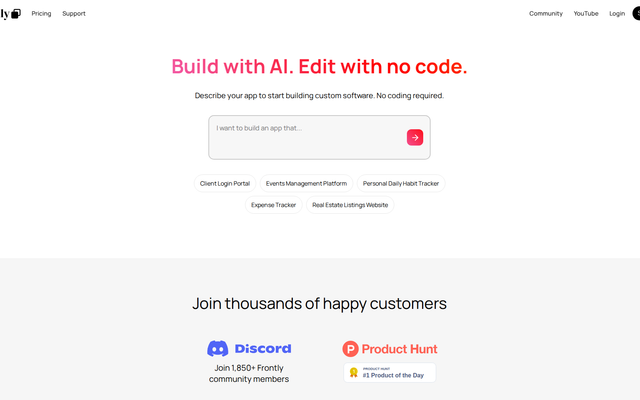 ly
Pricing
Support
Community
YouTube
Login
Build with AI. Edit with no code.
Describe your app to start building custom software. No coding required.
I want to build an app that...
Client Login Portal
Events Management Platform
Personal Daily Habit Tracker
Expense Tracker
Real Estate Listings Website
Join thousands of happy customers
Discord
Join 1,850+ Frontly
community members
P Product Hunt
PRODUCT HUNT
#1 Product of the Day